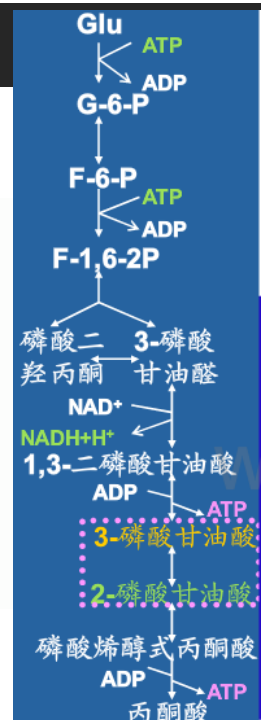 Glu
ATP
ADP
G-6-P
F-6-P
ATP
ADP
F-1,6-2P
磷酸二 3-磷酸
羟丙酮 甘油醛
NAD⁺
NADH+H⁺
1,3-二磷酸甘油酸
ADP
ATP
3-磷酸甘油酸
2-磷酸甘油酸
磷酸烯醇式丙酮酸
ADP
ATP
丙酮酸